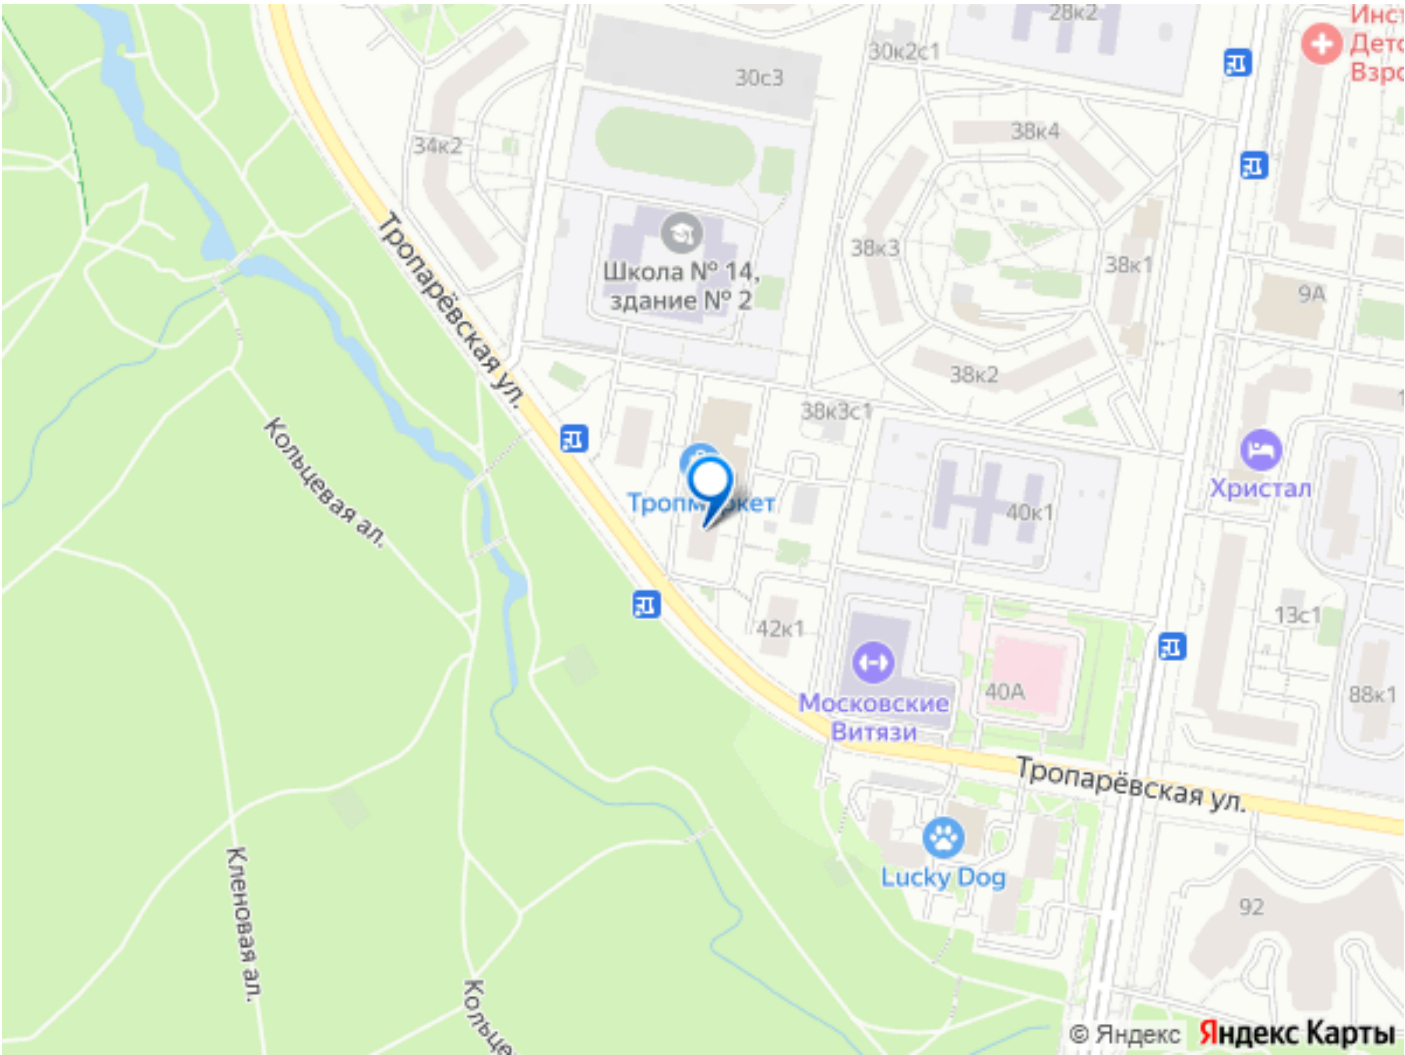 28к2
Инст
Детс
Взро
30к2с1
30с3
34к2
38к4
Тропарёвская ул.
Школа № 14,
здание № 2
38к3
38к1
9А
38к2
38к3с1
Кольцевая ал.
Христал
40к1
13с1
42к1
40А
88к1
Московские
Витязи
Тропарёвская ул.
Lucky Dog
Кленовая ал.
92
Кольце
© Яндекс Яндекс Карты